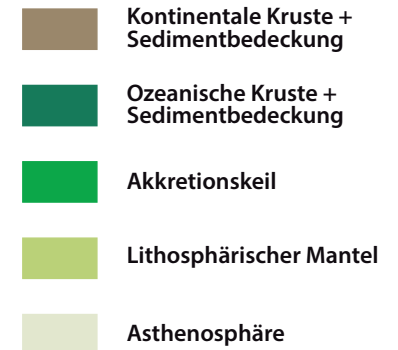 Kontinentale Kruste +
Sedimentbedeckung
Ozeanische Kruste +
Sedimentbedeckung
Akkretionskeil
Lithosphärischer Mantel
Asthenosphäre